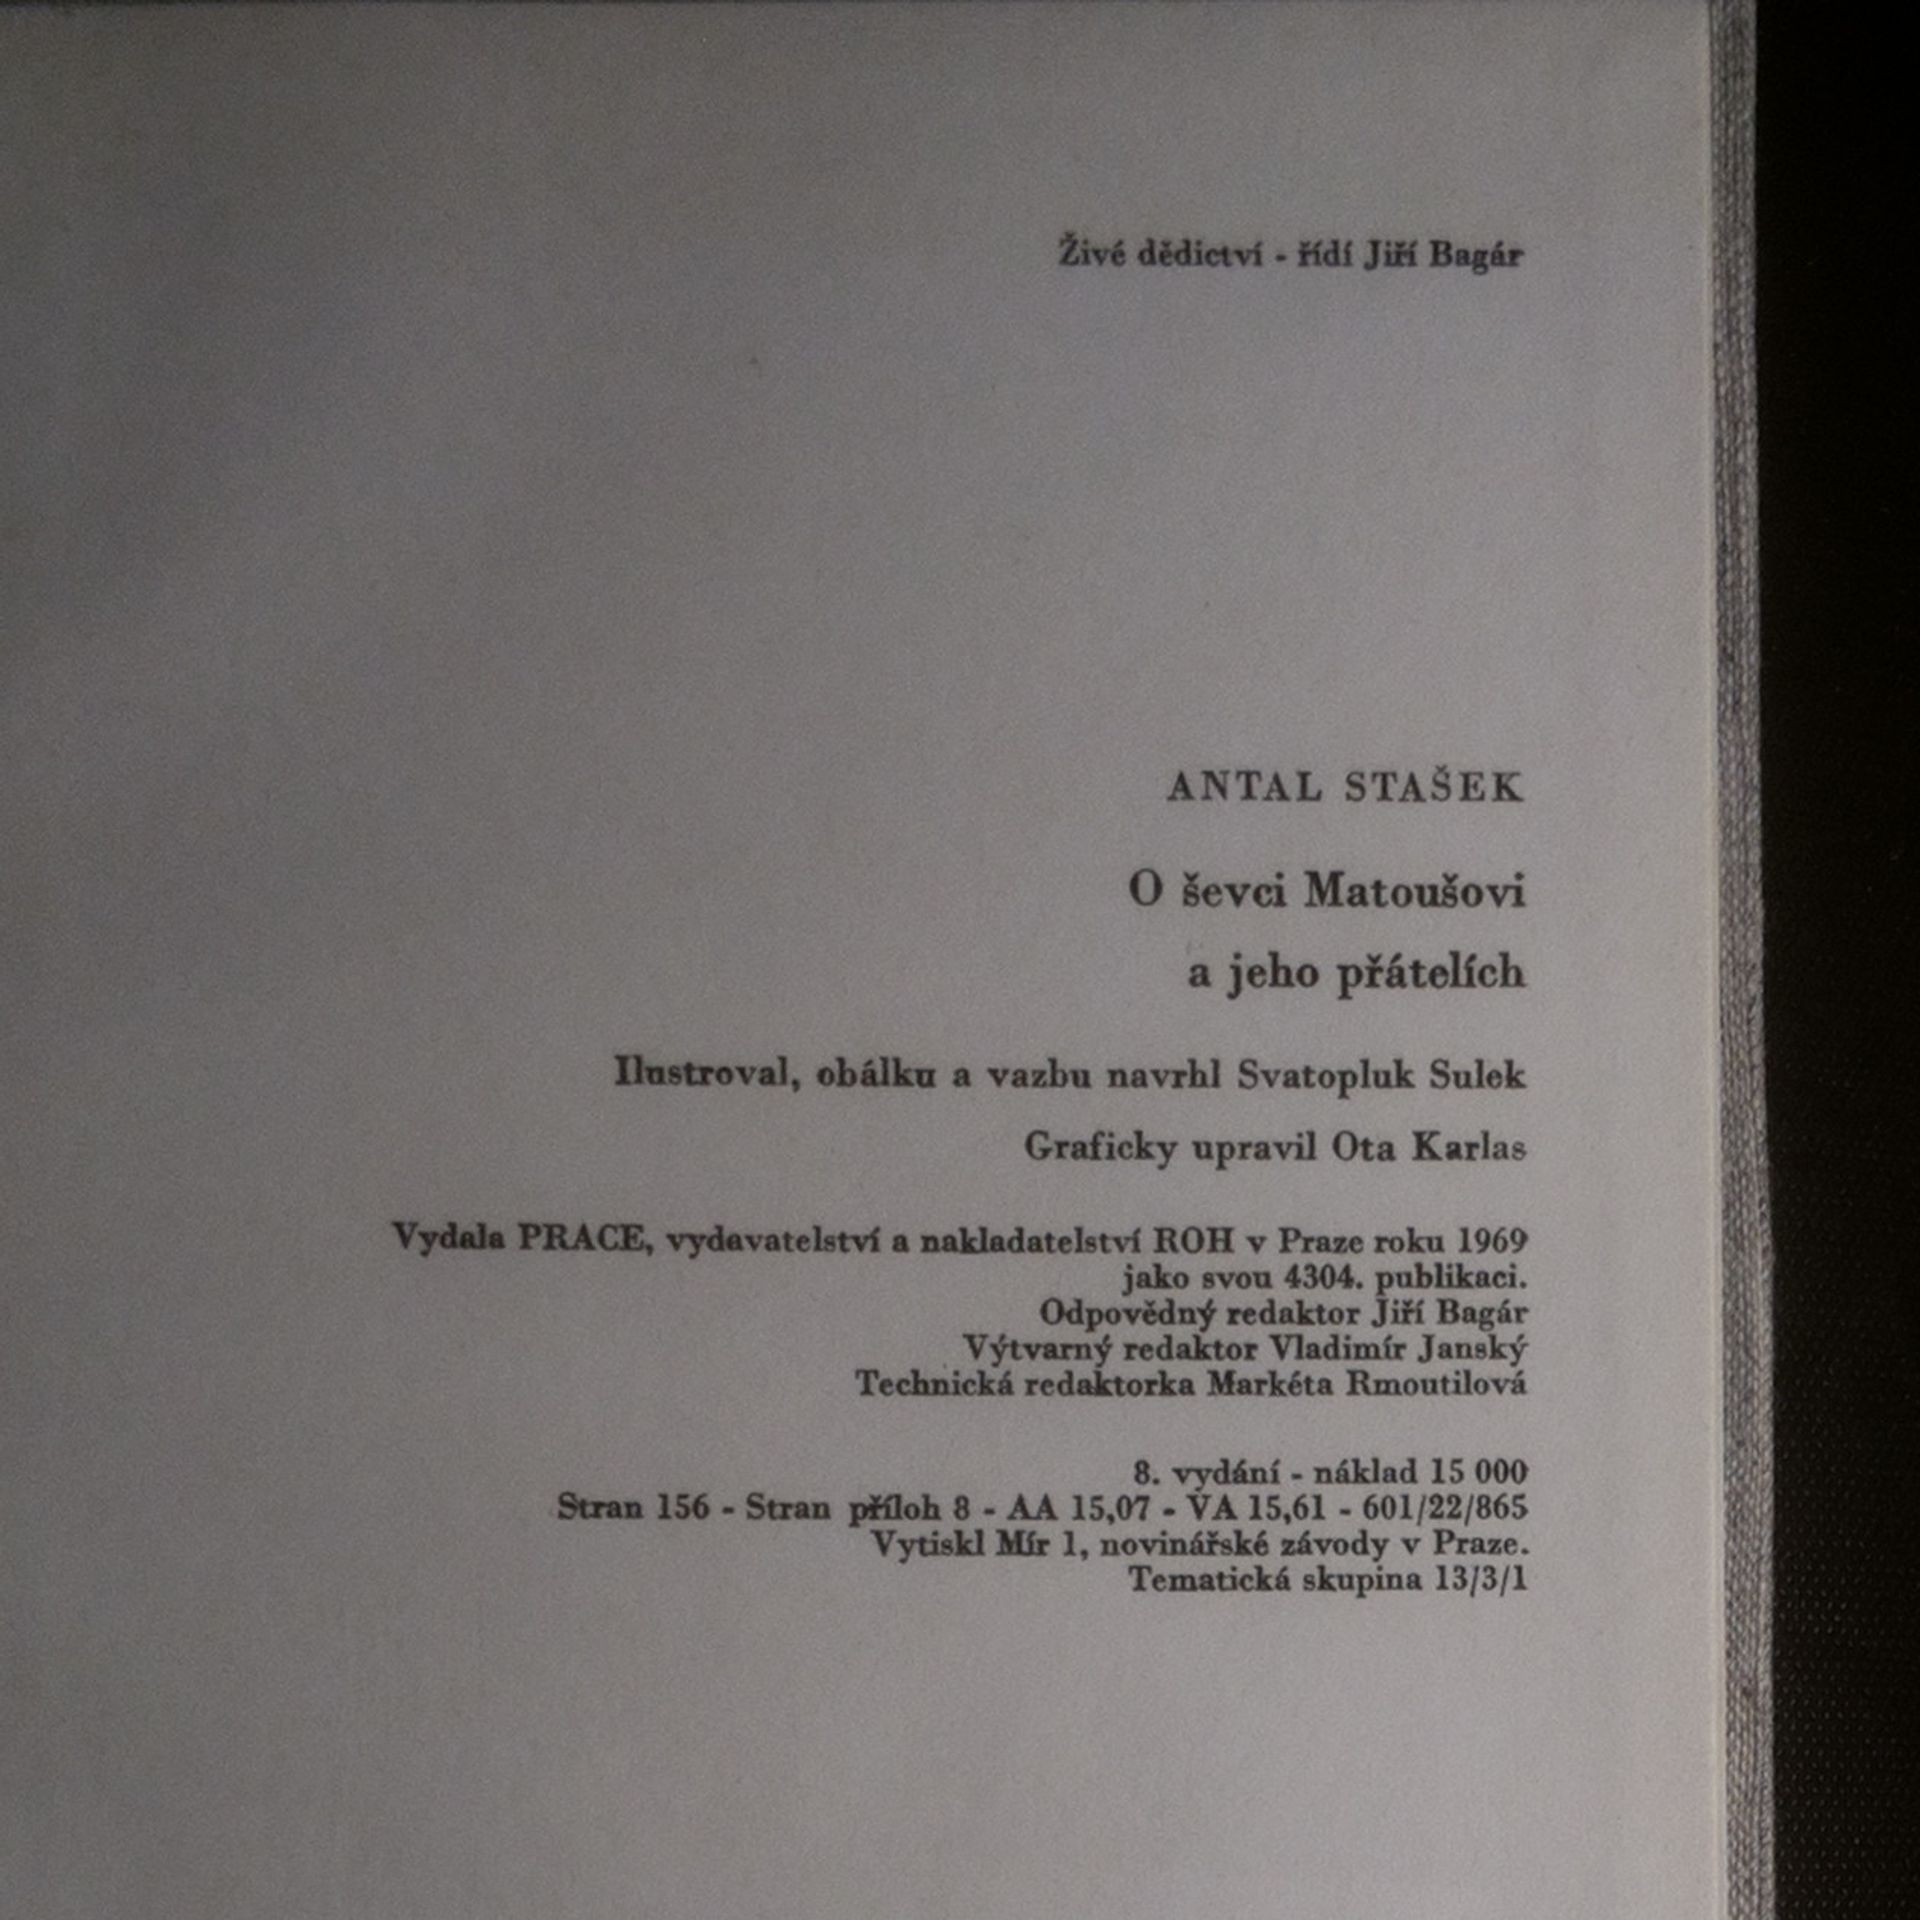 Živé dědictví - řídí Jiří Bagár
ANTAL STAŠEK
O ševci Matoušovi
a jeho přátelích
Ilustroval, obálku a vazbu navrhl Svatopluk Sulek
Graficky upravil Ota Karlas
Vydala PRACE, vydavatelství a nakladatelství ROH v Praze roku 1969
jako svou 4304. publikaci.
Odpovědný redaktor Jiří Bagár
Výtvarný redaktor Vladimír Janský
Technická redaktorka Markéta Rmoutilová
8. vydání - náklad 15 000
Stran 156 - Stran příloh 8 - AA 15,07 - VA 15,61 - 601/22/865
Vytiskl Mír 1, novinářské závody v Praze.
Tematická skupina 13/3/1